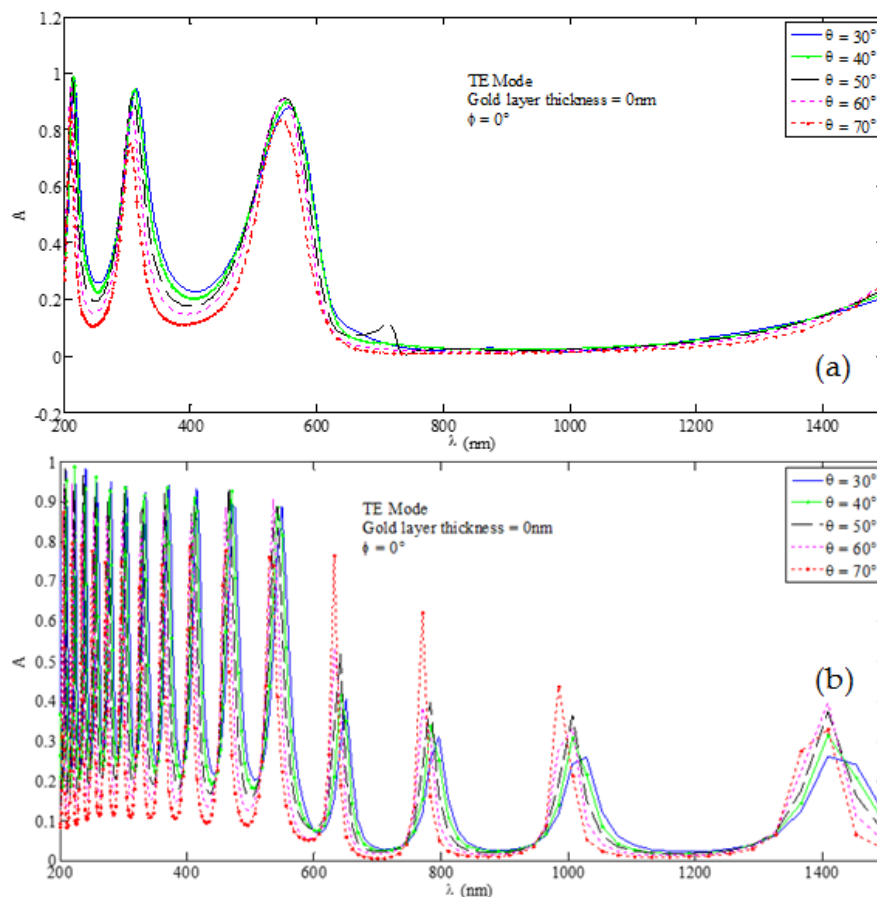 1.2
1
0.8
0.6
0.4
0.2
0
-0.2
A
TE Mode
Gold layer thickness = 0nm
ϕ = 0°
θ = 30°
θ = 40°
θ = 50°
θ = 60°
θ = 70°
(a)
200 400 600 800 1000 1200 1400
λ (nm)
1
0.9
0.8
0.7
0.6
0.5
0.4
0.3
0.2
0.1
0
A
TE Mode
Gold layer thickness = 0nm
ϕ = 0°
θ = 30°
θ = 40°
θ = 50°
θ = 60°
θ = 70°
(b)
200 400 600 800 1000 1200 1400
λ (nm)